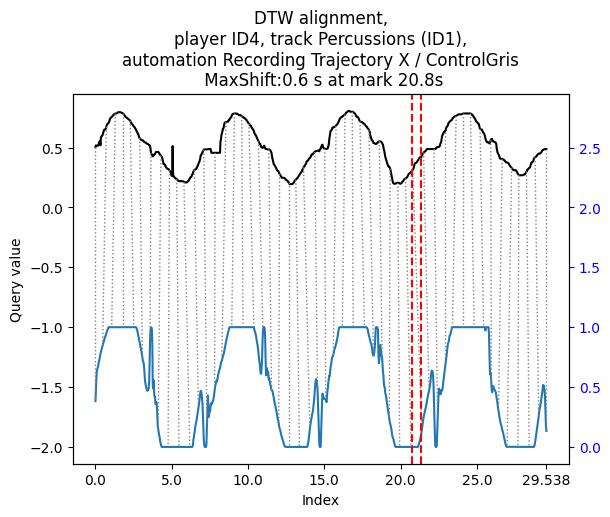 DTW alignment,
player ID4, track Percussions (ID1),
automation Recording Trajectory X / ControlGris
MaxShift:0.6 s at mark 20.8s
0.5
0.0
−0.5
−1.0
−1.5
−2.0
Query value
2.5
2.0
1.5
1.0
0.5
0.0
0.0 5.0 10.0 15.0 20.0 25.0 29.538
Index